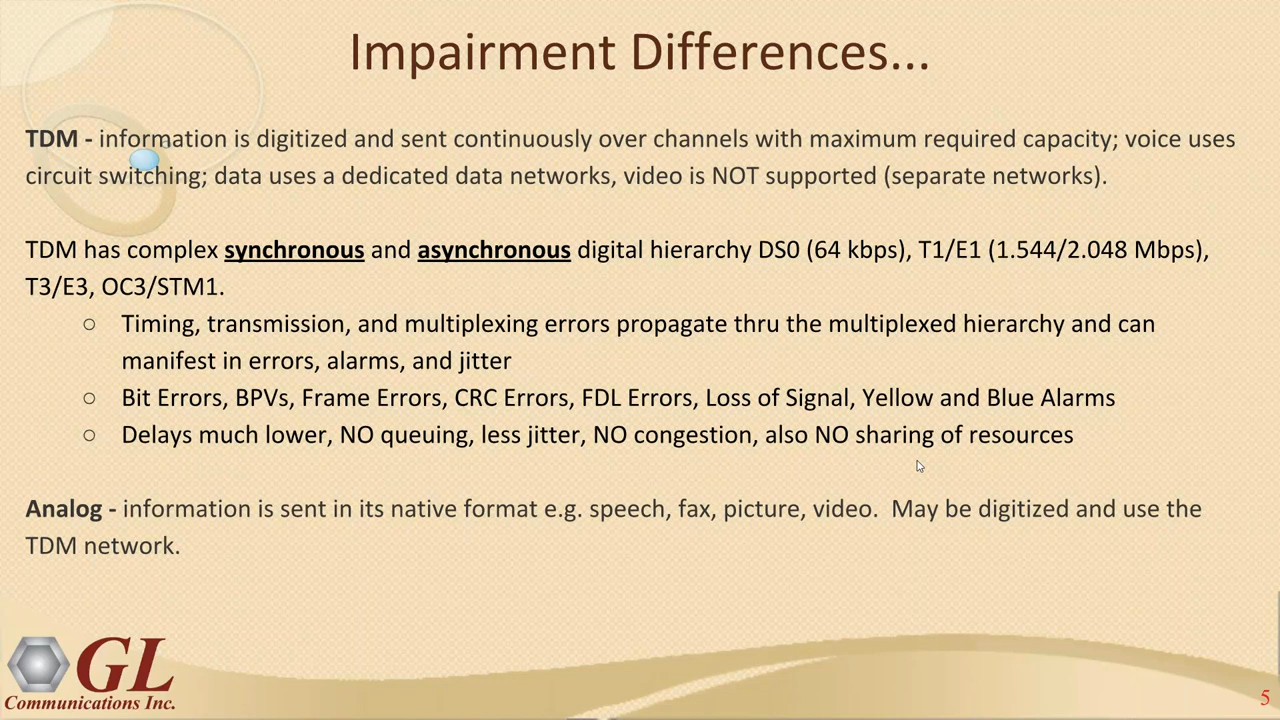 Impairment Differences...
TDM - information is digitized and sent continuously over channels with maximum required capacity; voice uses
circuit switching; data uses a dedicated data networks, video is NOT supported (separate networks).
TDM has complex synchronous and asynchronous digital hierarchy DS0 (64 kbps), T1/E1 (1.544/2.048 Mbps),
T3/E3, OC3/STM1.
○ Timing, transmission, and multiplexing errors propagate thru the multiplexed hierarchy and can
manifest in errors, alarms, and jitter
○ Bit Errors, BPVs, Frame Errors, CRC Errors, FDL Errors, Loss of Signal, Yellow and Blue Alarms
○ Delays much lower, NO queuing, less jitter, NO congestion, also NO sharing of resources
Analog - information is sent in its native format e.g. speech, fax, picture, video.  May be digitized and use the
TDM network.
GL
Communications Inc.
5